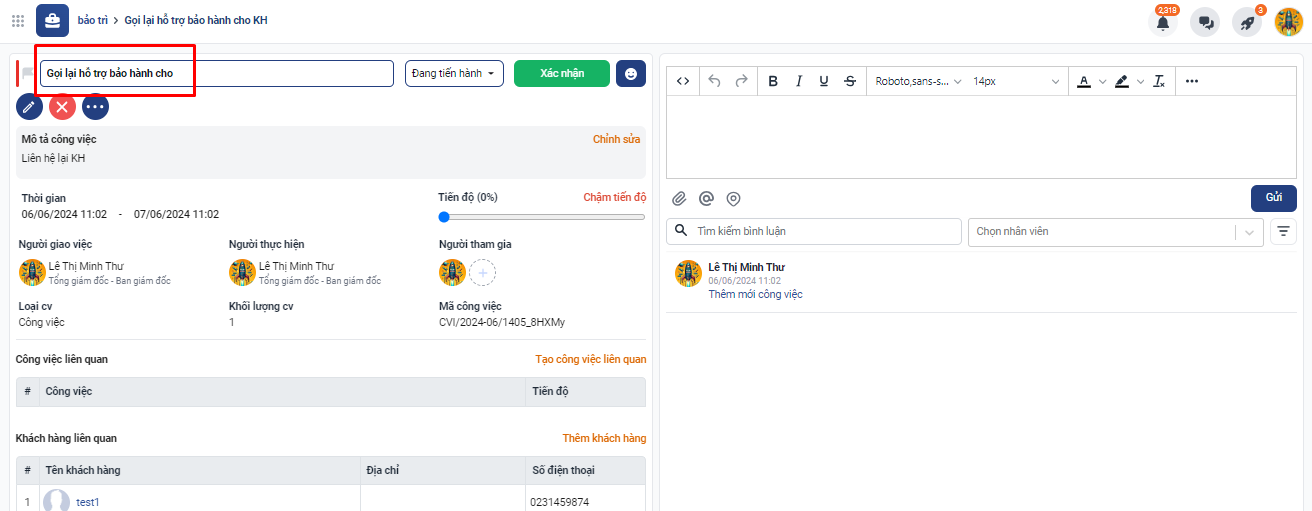 bảo trì > Gọi lại hỗ trợ bảo hành cho KH
2,318
3
Gọi lại hỗ trợ bảo hành cho
Đang tiến hành
Xác nhận
Mô tả công việc
Chỉnh sửa
Liên hệ lại KH
Thời gian
Tiến độ (0%)
Chậm tiến độ
06/06/2024 11:02 - 07/06/2024 11:02
Người giao việc
Người thực hiện
Người tham gia
Lê Thị Minh Thư
Tổng giám đốc - Ban giám đốc
Lê Thị Minh Thư
Tổng giám đốc - Ban giám đốc
Loại cv
Khối lượng cv
Mã công việc
Công việc
1
CVI/2024-06/1405_8HXMy
Công việc liên quan
Tạo công việc liên quan
# Công việc Tiến độ
Khách hàng liên quan
Thêm khách hàng
# Tên khách hàng Địa chỉ Số điện thoại
1 test1 0231459874
B I U S Roboto,sans-s... 14px A
Gửi
Tìm kiếm bình luận
Chọn nhân viên
Lê Thị Minh Thư
06/06/2024 11:02
Thêm mới công việc